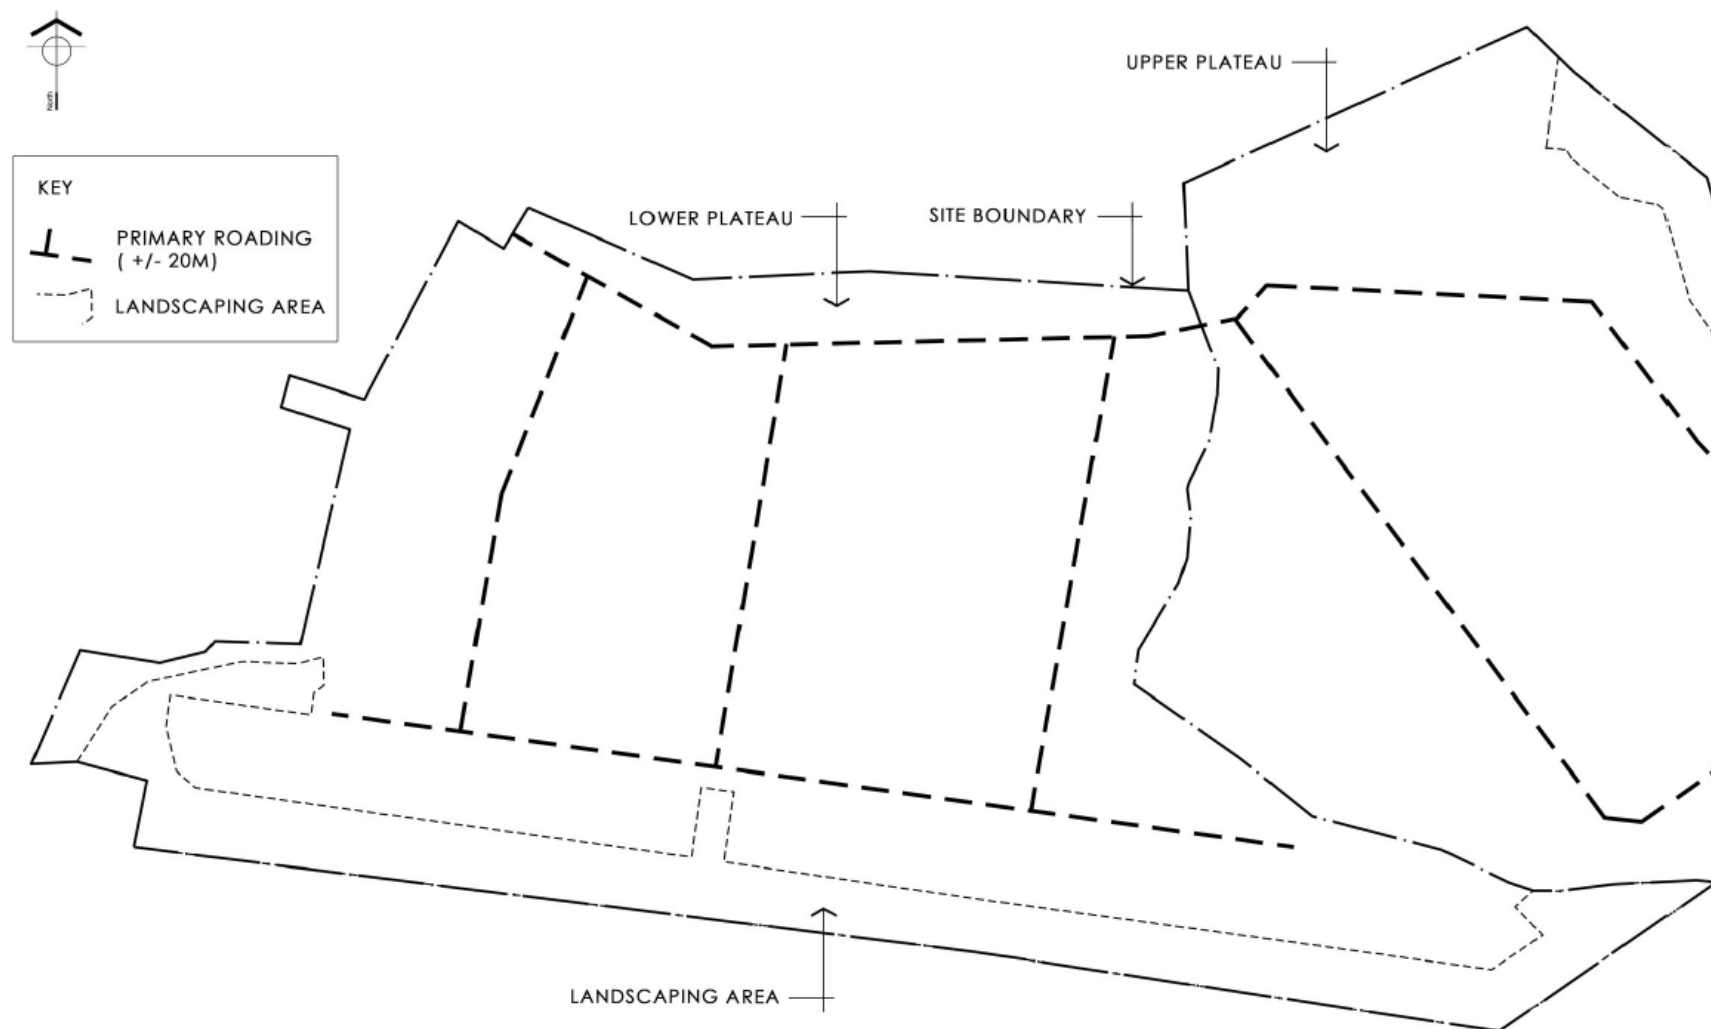 North
KEY
PRIMARY ROADING
( +/- 20M)
LANDSCAPING AREA
UPPER PLATEAU
LOWER PLATEAU
SITE BOUNDARY
LANDSCAPING AREA